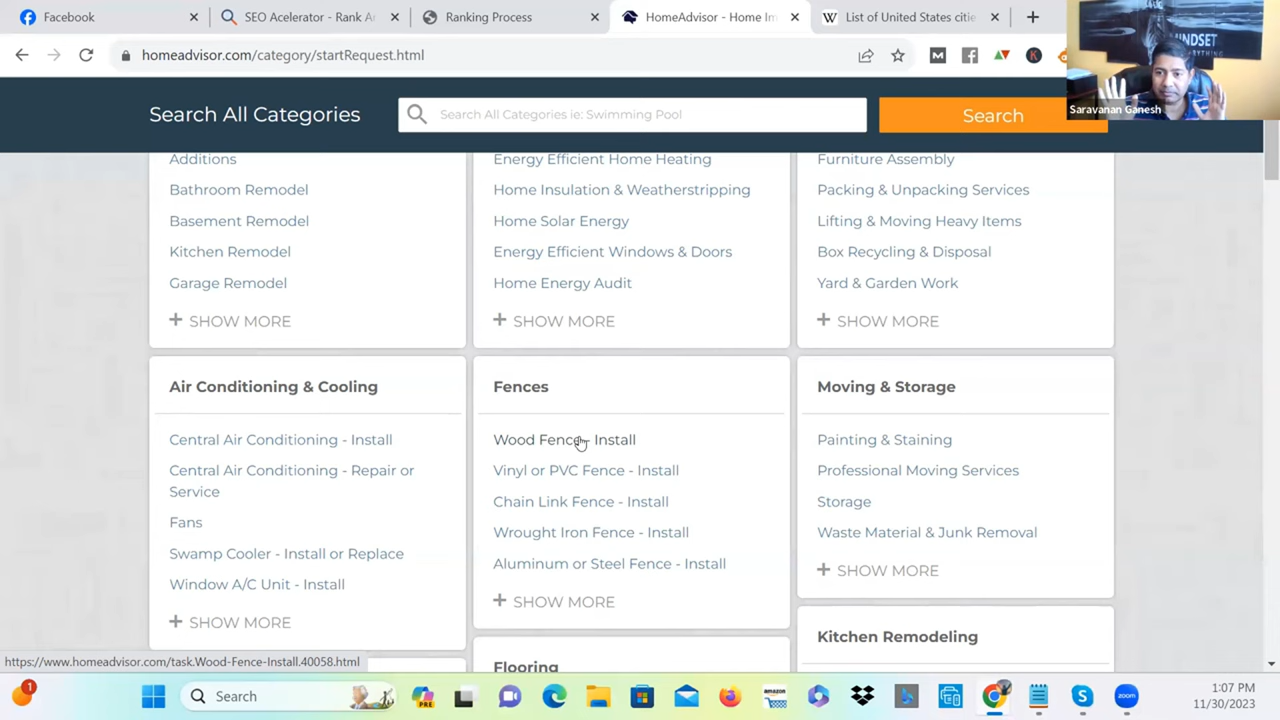 Facebook
SEO Acelerator - Rank A
Ranking Process
HomeAdvisor - Home Im
W List of United States citie
homeadvisor.com/category/startRequest.html
MINDSET
Saravanan Ganesh
Search All Categories
Search All Categories ie: Swimming Pool
Search
Additions
Bathroom Remodel
Basement Remodel
Kitchen Remodel
Garage Remodel
+ SHOW MORE
Energy Efficient Home Heating
Home Insulation & Weatherstripping
Home Solar Energy
Energy Efficient Windows & Doors
Home Energy Audit
+ SHOW MORE
Furniture Assembly
Packing & Unpacking Services
Lifting & Moving Heavy Items
Box Recycling & Disposal
Yard & Garden Work
+ SHOW MORE
Air Conditioning & Cooling
Central Air Conditioning - Install
Central Air Conditioning - Repair or
Service
Fans
Swamp Cooler - Install or Replace
Window A/C Unit - Install
+ SHOW MORE
Fences
Wood Fence - Install
Vinyl or PVC Fence - Install
Chain Link Fence - Install
Wrought Iron Fence - Install
Aluminum or Steel Fence - Install
+ SHOW MORE
Flooring
Moving & Storage
Painting & Staining
Professional Moving Services
Storage
Waste Material & Junk Removal
+ SHOW MORE
Kitchen Remodeling
https://www.homeadvisor.com/task.Wood-Fence-Install.40058.html
1
Search
PRE
amazon
zoom
1:07 PM
11/30/2023